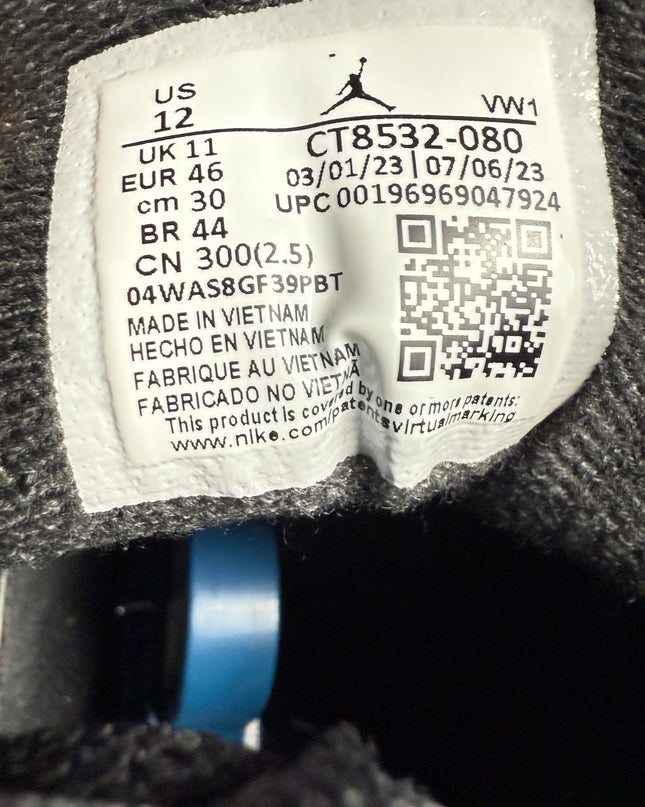 US
12
VW1
UK 11
CT8532-080
EUR 46
03/01/23 | 07/06/23
cm 30
UPC 00196969047924
BR 44
CN 300(2.5)
04WAS8GF39PBT
MADE IN VIETNAM
HECHO EN VIETNAM
FABRIQUE AU VIETNAM
FABRICADO NO VIETNÃ
This product is covered by one or more patents:
www.nike.com/patentsvirtualmarking